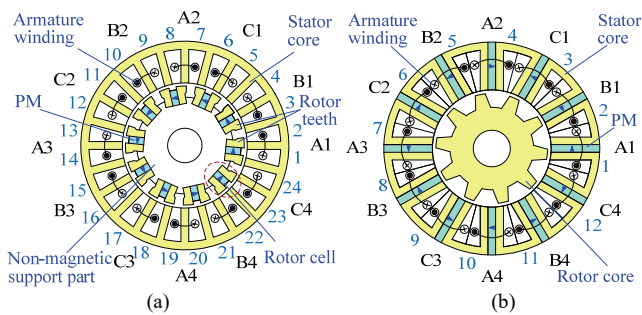 Armature
winding
A2
B2
C1
9
8
7
6
10
5
Stator
core
11
4
C2
B1
12
3
Rotor
teeth
PM
2
13
A3
A1
14
1
15
24
B3
C4
16
23
17
22
Non-magnetic
support part
18
19
20
21
C3
B4
A4
Rotor cell
(a)
Armature
winding
A2
B2
C1
5
4
Stator
core
6
3
C2
B1
7
2
PM
A3
A1
1
8
B3
C4
9
12
C3
10
11
B4
A4
Rotor core
(b)